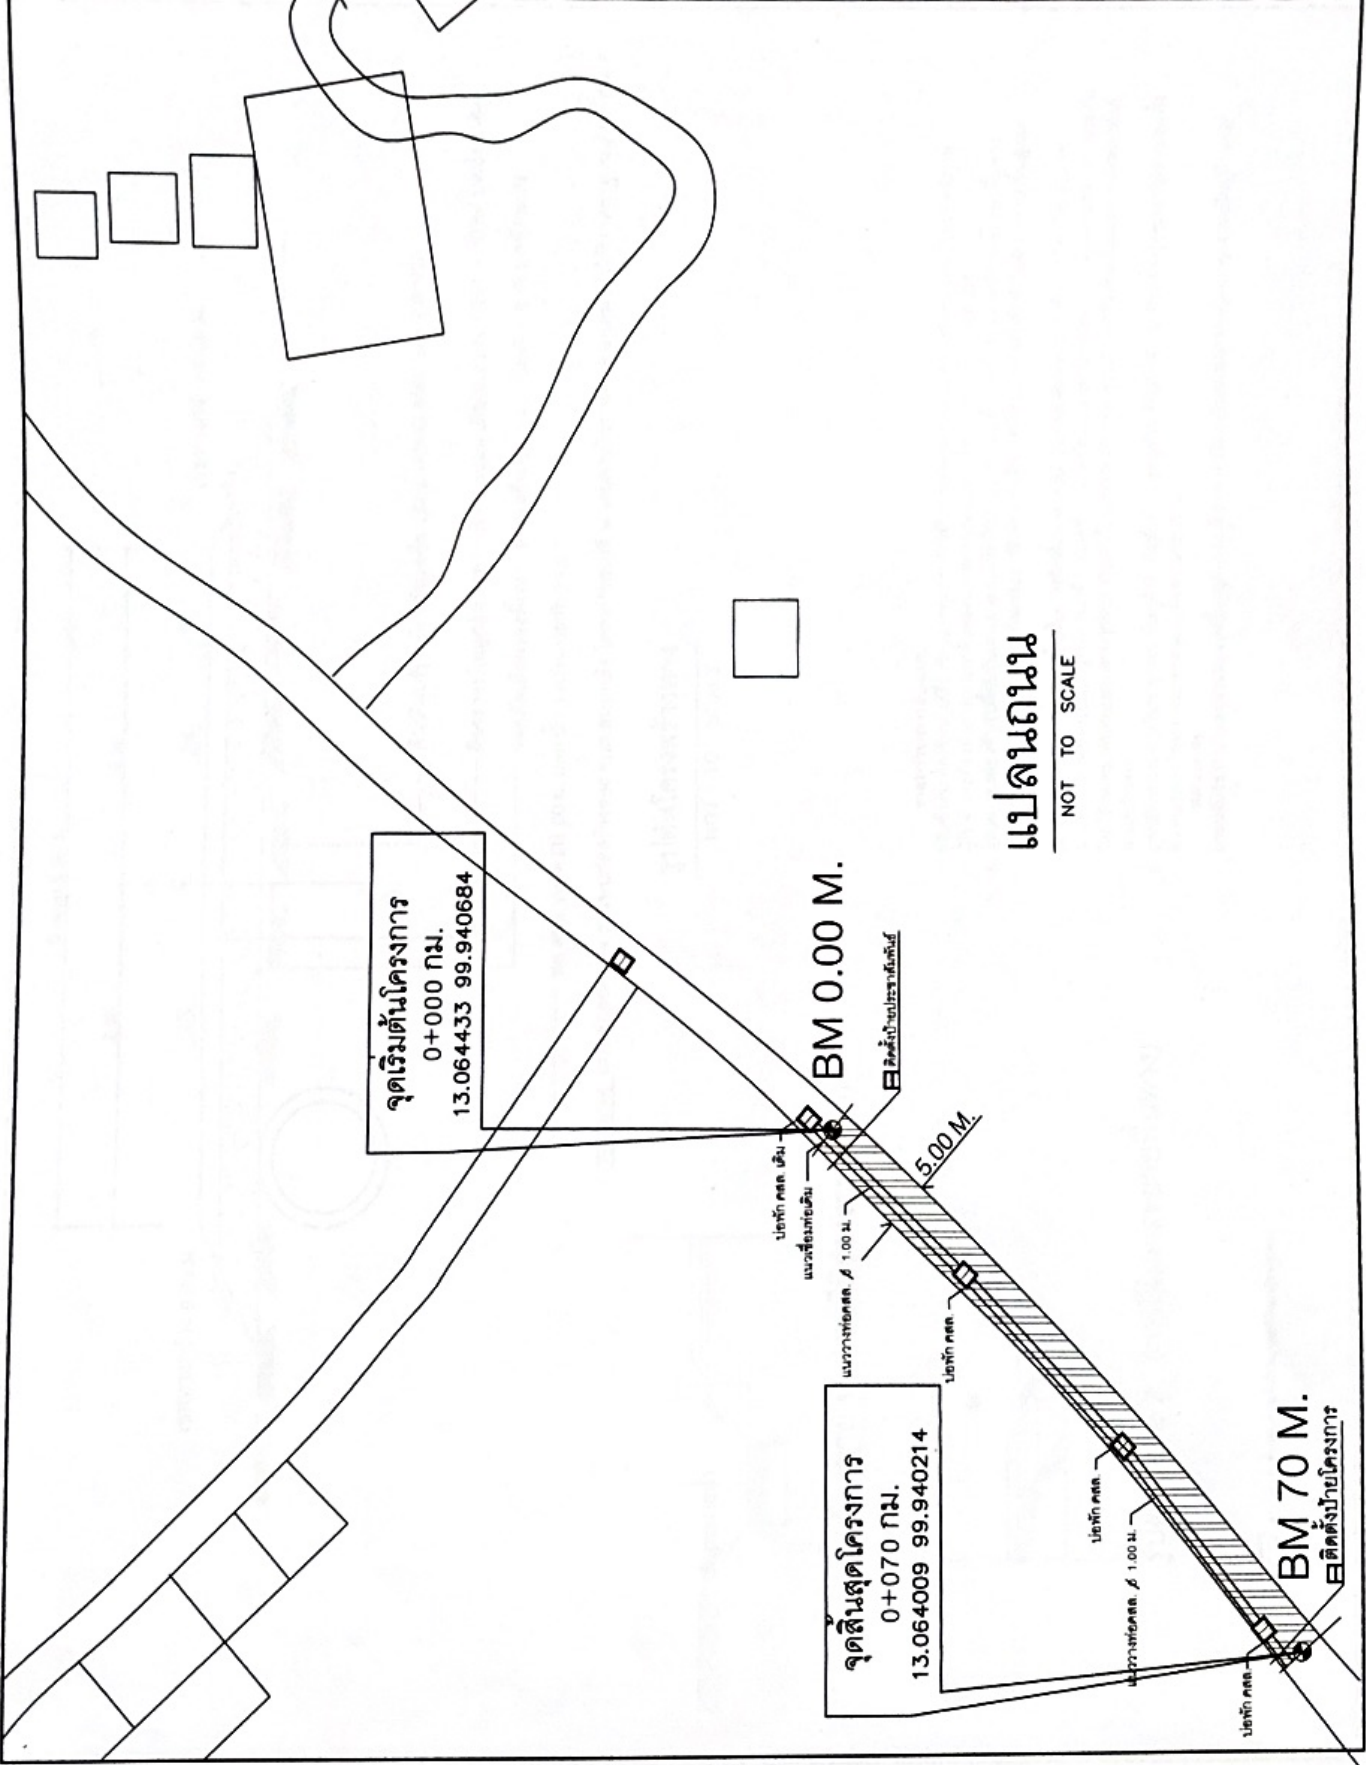 จุดเริ่มต้นโครงการ
0+000 กม.
13.064433 99.940684
บ่อพัก คสล. เดิม
แนวเชื่อมท่อเดิม
แนววางท่อคสล. ø 1.00 ม.
BM 0.00 M.
ติดตั้งป้ายประชาสัมพันธ์
5.00 M.
บ่อพัก คสล.
แปลนถนน
NOT TO SCALE
จุดสิ้นสุดโครงการ
0+070 กม.
13.064009 99.940214
บ่อพัก คสล.
แนววางท่อคสล. ø 1.00 ม.
บ่อพัก คสล.
BM 70 M.
ติดตั้งป้ายโครงการ